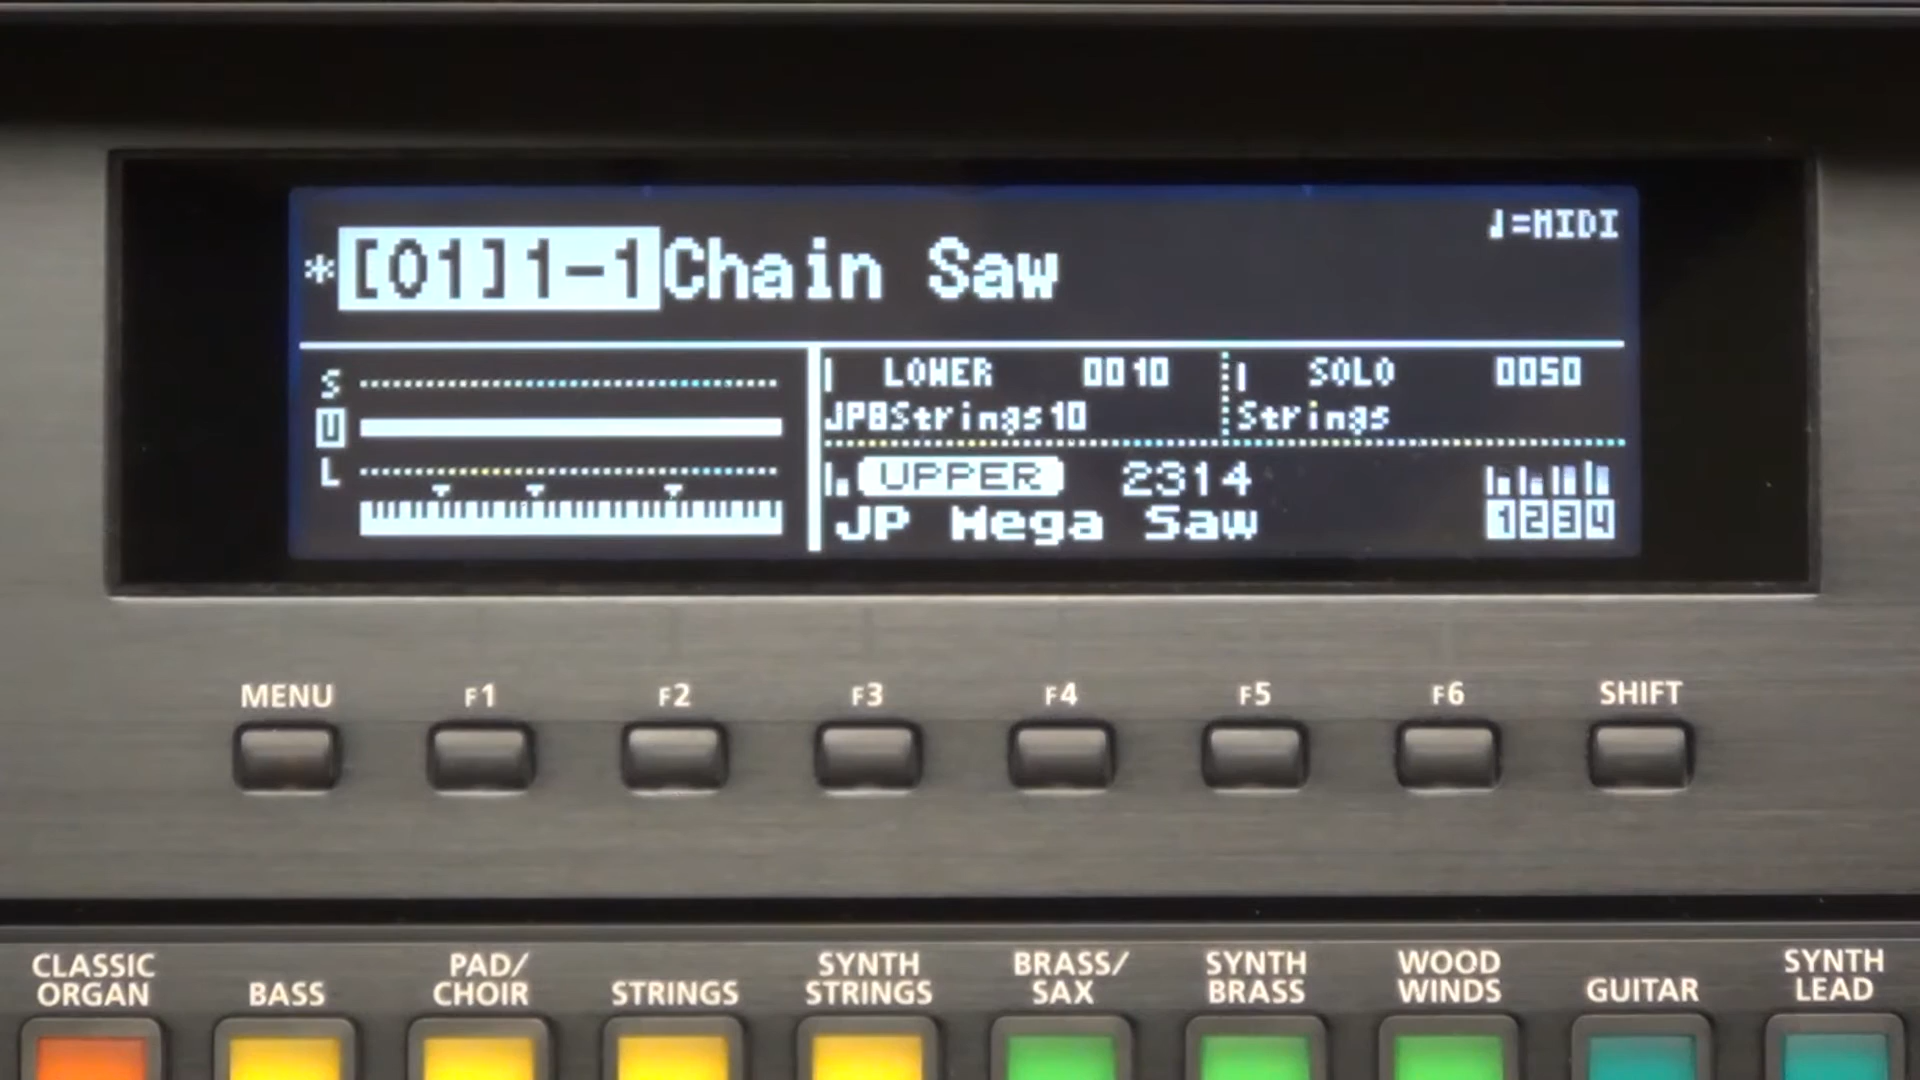 ♩=MIDI
*[01]1-1Chain Saw
S
U
L
LOWER 0010
JP8Strings10
SOLO 0050
Strings
UPPER 2314
JP Mega Saw
1234
MENU F1 F2 F3 F4 F5 F6 SHIFT
CLASSIC
ORGAN
BASS
PAD/
CHOIR
STRINGS
SYNTH
STRINGS
BRASS/
SAX
SYNTH
BRASS
WOOD
WINDS
GUITAR
SYNTH
LEAD